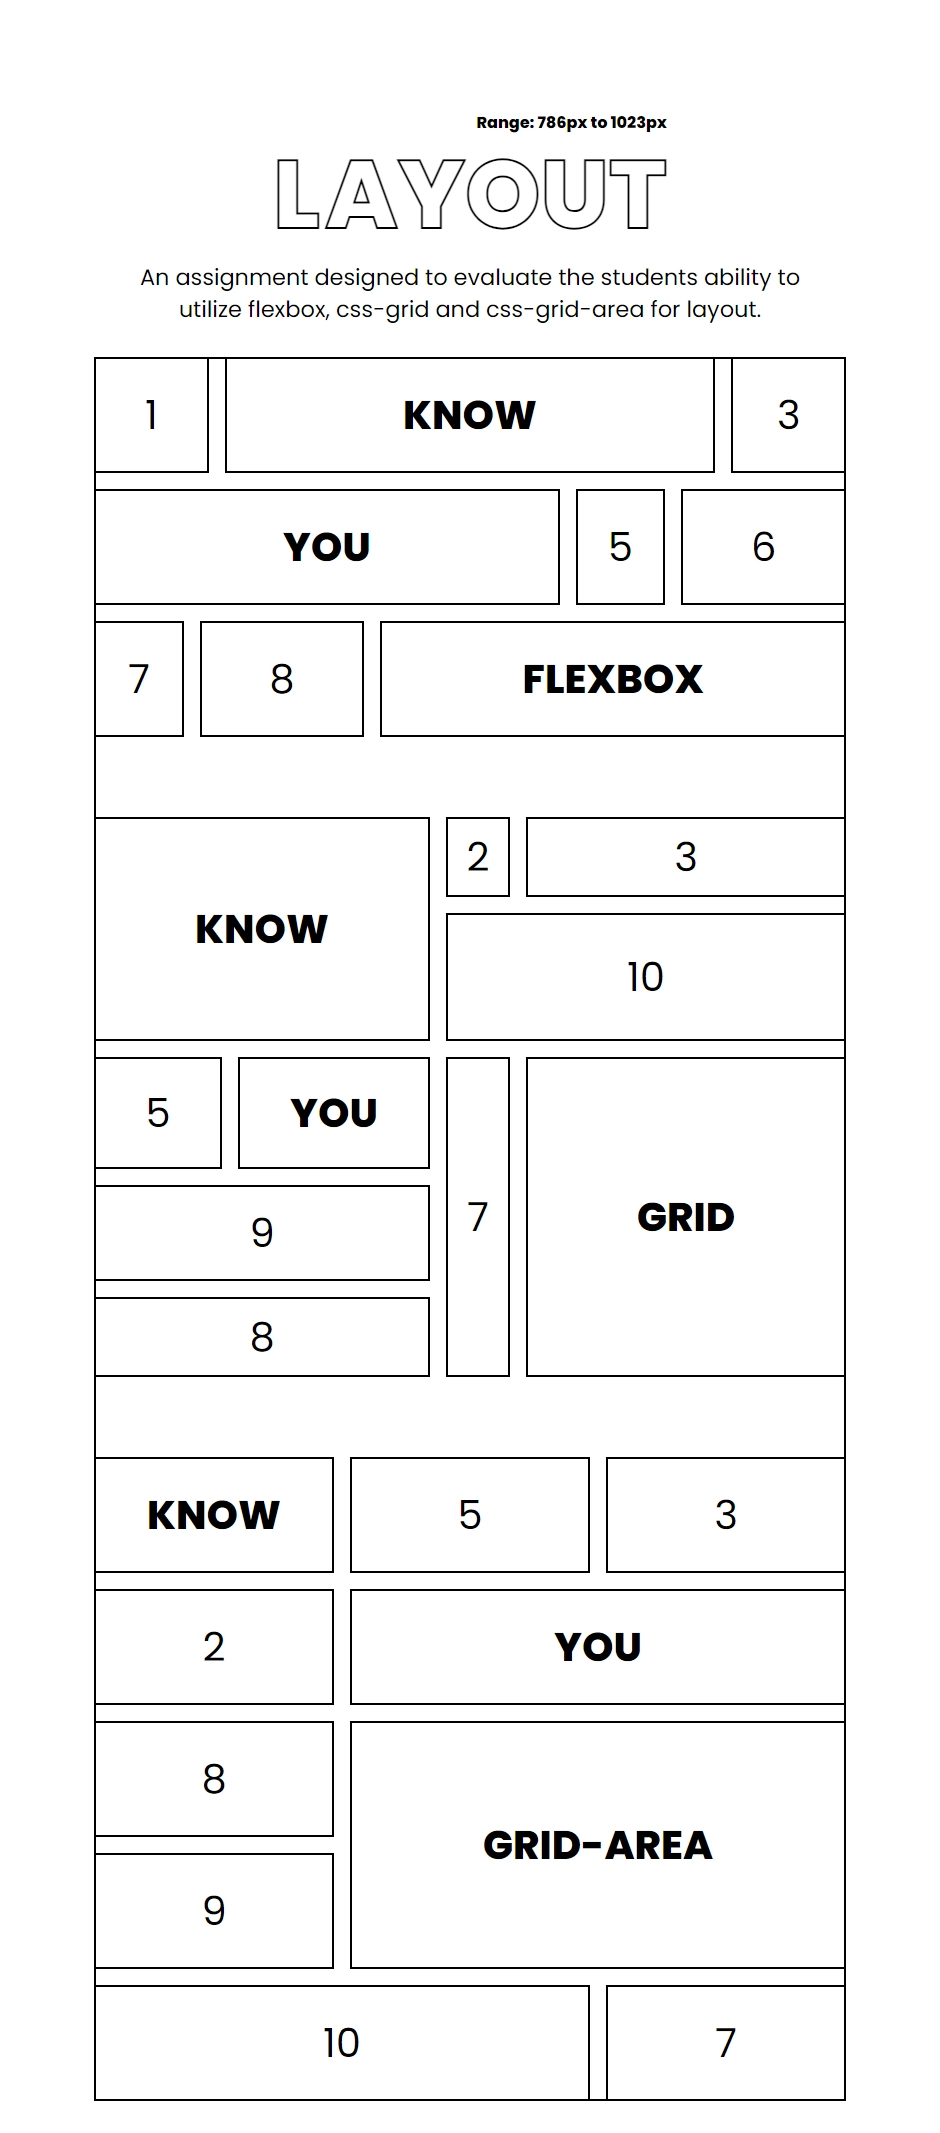 Range: 786px to 1023px
LAYOUT
An assignment designed to evaluate the students ability to
utilize flexbox, css-grid and css-grid-area for layout.
1 KNOW 3
YOU 5 6
7 8 FLEXBOX
KNOW
2 3
10
5 YOU
9
8
7
GRID
KNOW 5 3
2 YOU
8
9
GRID-AREA
10 7